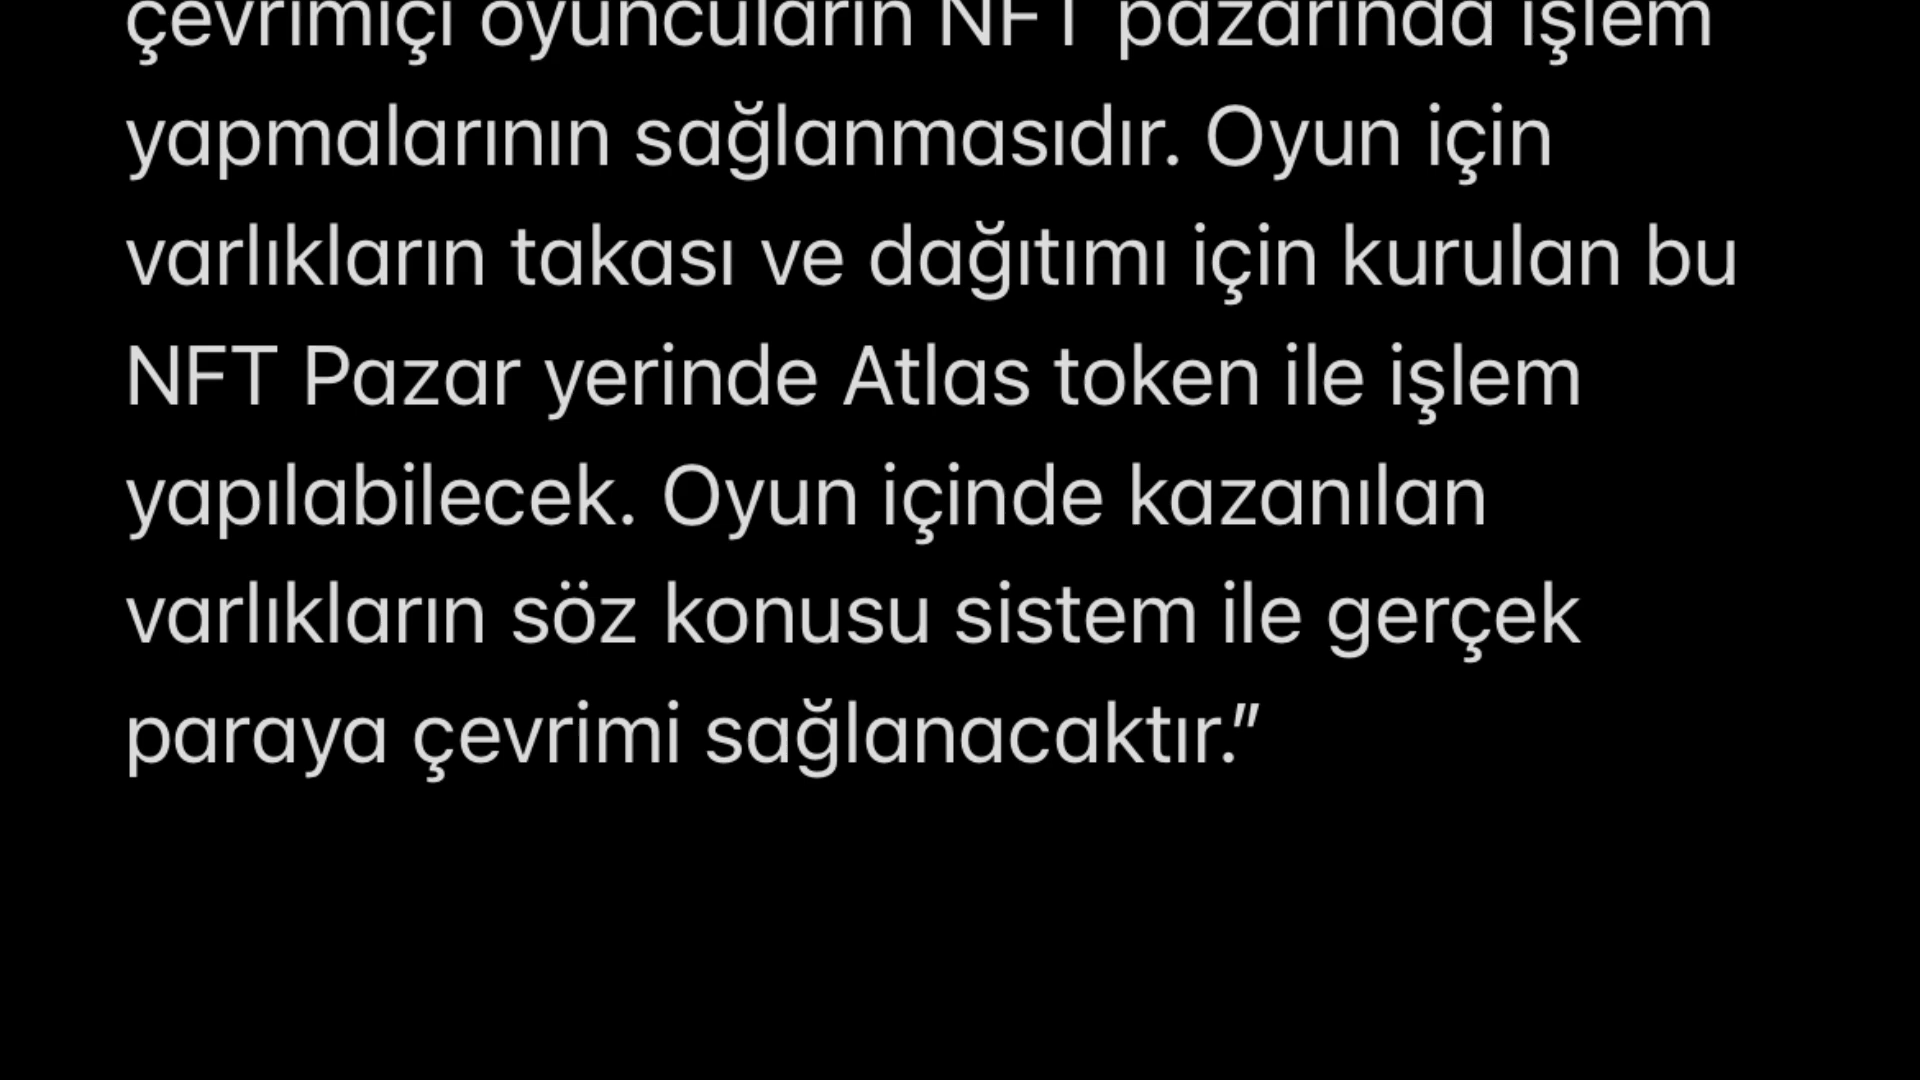 çevrimiçi oyuncuların NFT pazarında işlem
yapmalarının sağlanmasıdır. Oyun için
varlıkların takası ve dağıtımı için kurulan bu
NFT Pazar yerinde Atlas token ile işlem
yapılabilecek. Oyun içinde kazanılan
varlıkların söz konusu sistem ile gerçek
paraya çevrimi sağlanacaktır.”